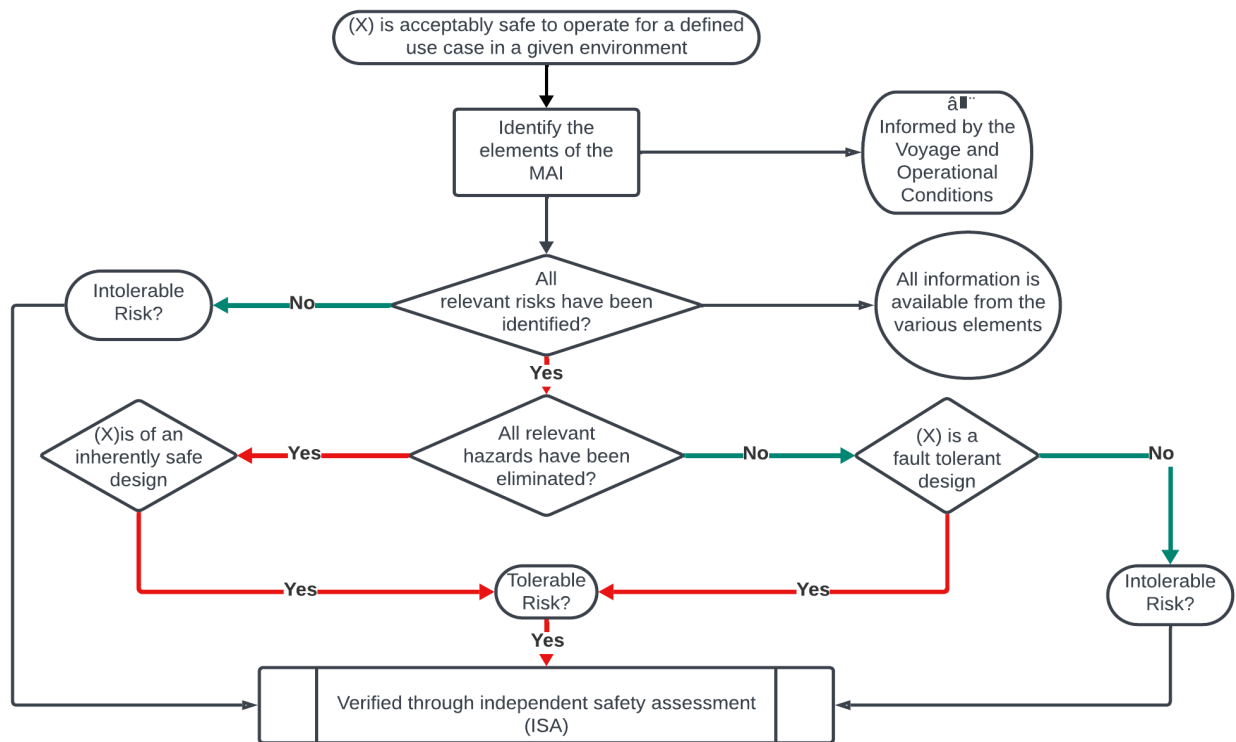 (X) is acceptably safe to operate for a defined
use case in a given environment
Identify the
elements of the
MAI
Informed by the
Voyage and
Operational
Conditions
All
relevant risks have been
identified?
All information is
available from the
various elements
Intolerable
Risk?
No
Yes
(X)is of an
inherently safe
design
Yes
All relevant
hazards have been
eliminated?
No
(X) is a
fault tolerant
design
No
Yes
Tolerable
Risk?
Yes
Intolerable
Risk?
Yes
Verified through independent safety assessment
(ISA)